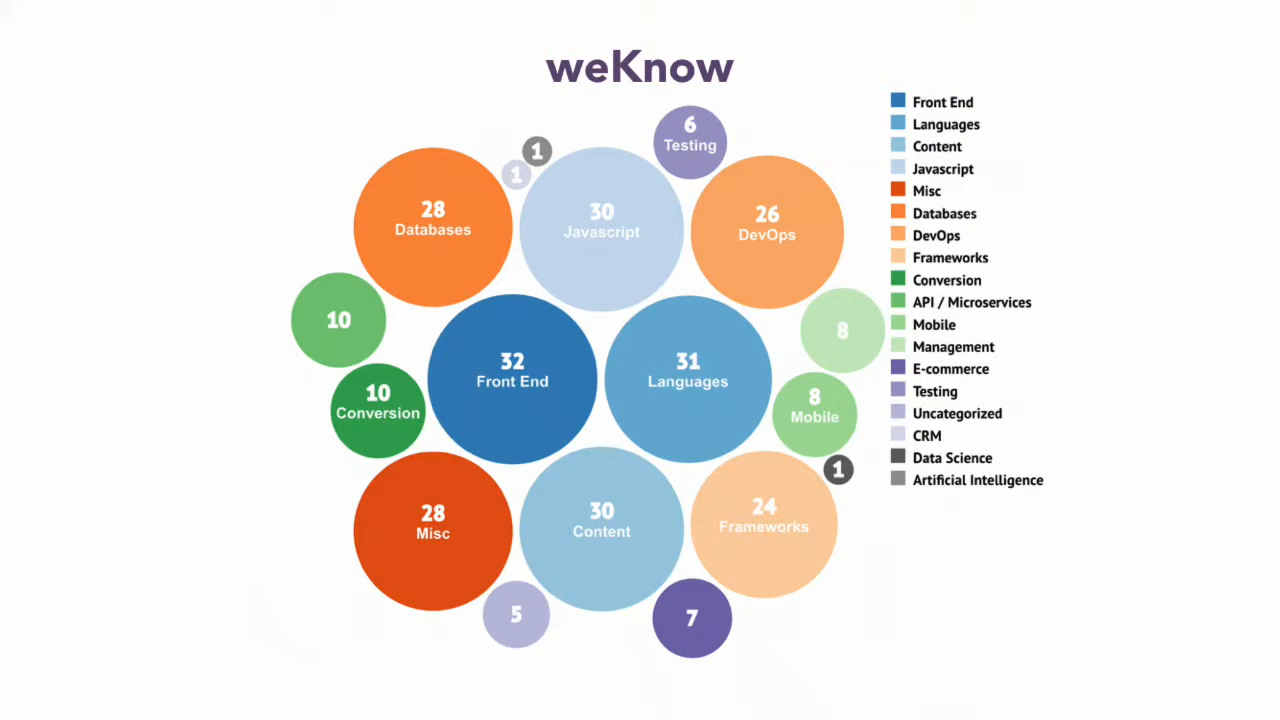 weKnow
6
Testing
1
1
28
Databases
30
Javascript
26
DevOps
10
8
32
Front End
31
Languages
10
Conversion
8
Mobile
1
28
Misc
30
Content
24
Frameworks
5
7
Front End
Languages
Content
Javascript
Misc
Databases
DevOps
Frameworks
Conversion
API / Microservices
Mobile
Management
E-commerce
Testing
Uncategorized
CRM
Data Science
Artificial Intelligence